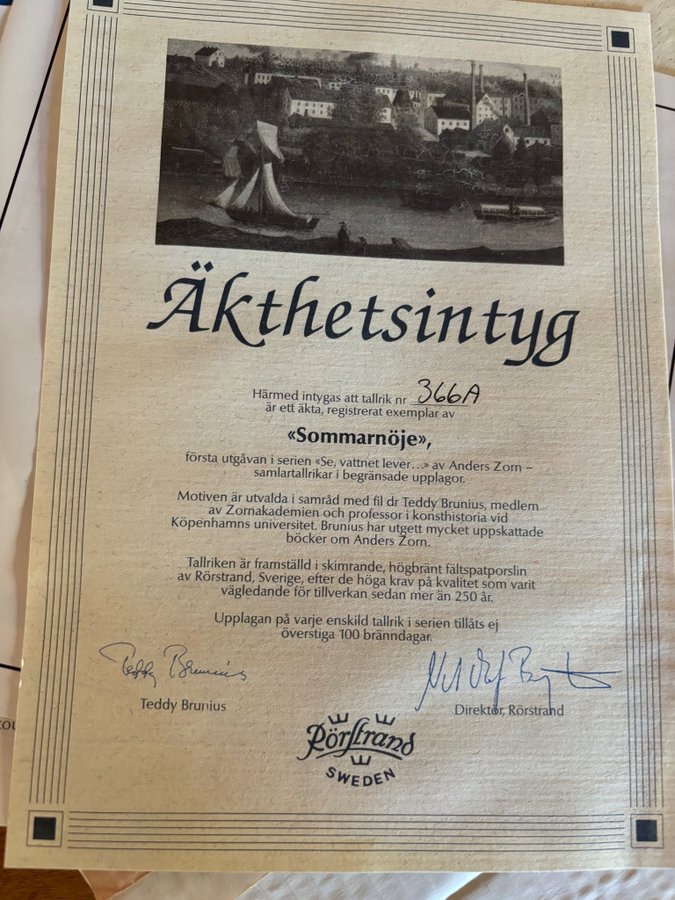 Äkthetsintyg
Härmed intygas att tallrik nr 366A
är ett äkta, registrerat exemplar av
«Sommarnöje»,
första utgåvan i serien «Se, vattnet lever...» av Anders Zorn –
samlartallrikar i begränsade upplagor.
Motiven är utvalda i samråd med fil dr Teddy Brunius, medlem
av Zornakademien och professor i konsthistoria vid
Köpenhamns universitet. Brunius har utgett mycket uppskattade
böcker om Anders Zorn.
Tallriken är framställd i skimrande, högbränt fältspatporslin
av Rörstrand, Sverige, efter de höga krav på kvalitet som varit
vägledande för tillverkan sedan mer än 250 år.
Upplagan på varje enskild tallrik i serien tillåts ej
överstiga 100 bränndagar.
Teddy Brunius
Teddy Brunius
Direktör, Rörstrand
Rörstrand
SWEDEN